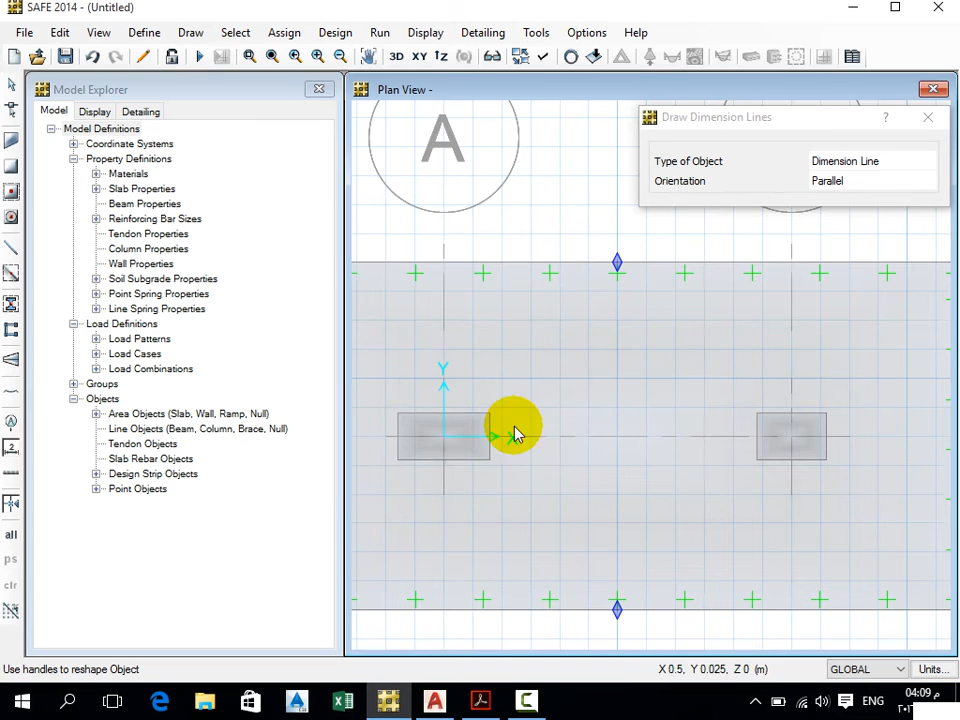 SAFE 2014 - (Untitled)
File Edit View Define Draw Select Assign Design Run Display Detailing Tools Options Help
3D XY
Model Explorer
Model Display Detailing
Model Definitions
Coordinate Systems
Property Definitions
Materials
Slab Properties
Beam Properties
Reinforcing Bar Sizes
Tendon Properties
Column Properties
Wall Properties
Soil Subgrade Properties
Point Spring Properties
Line Spring Properties
Load Definitions
Load Patterns
Load Cases
Load Combinations
Groups
Objects
Area Objects (Slab, Wall, Ramp, Null)
Line Objects (Beam, Column, Brace, Null)
Tendon Objects
Slab Rebar Objects
Design Strip Objects
Point Objects
all
ps
clr
Plan View -
A
Y
X
Draw Dimension Lines
?
Type of Object Dimension Line
Orientation Parallel
Use handles to reshape Object
X 0.5, Y 0.025, Z 0 (m)
GLOBAL
Units...
ENG
04:09 م